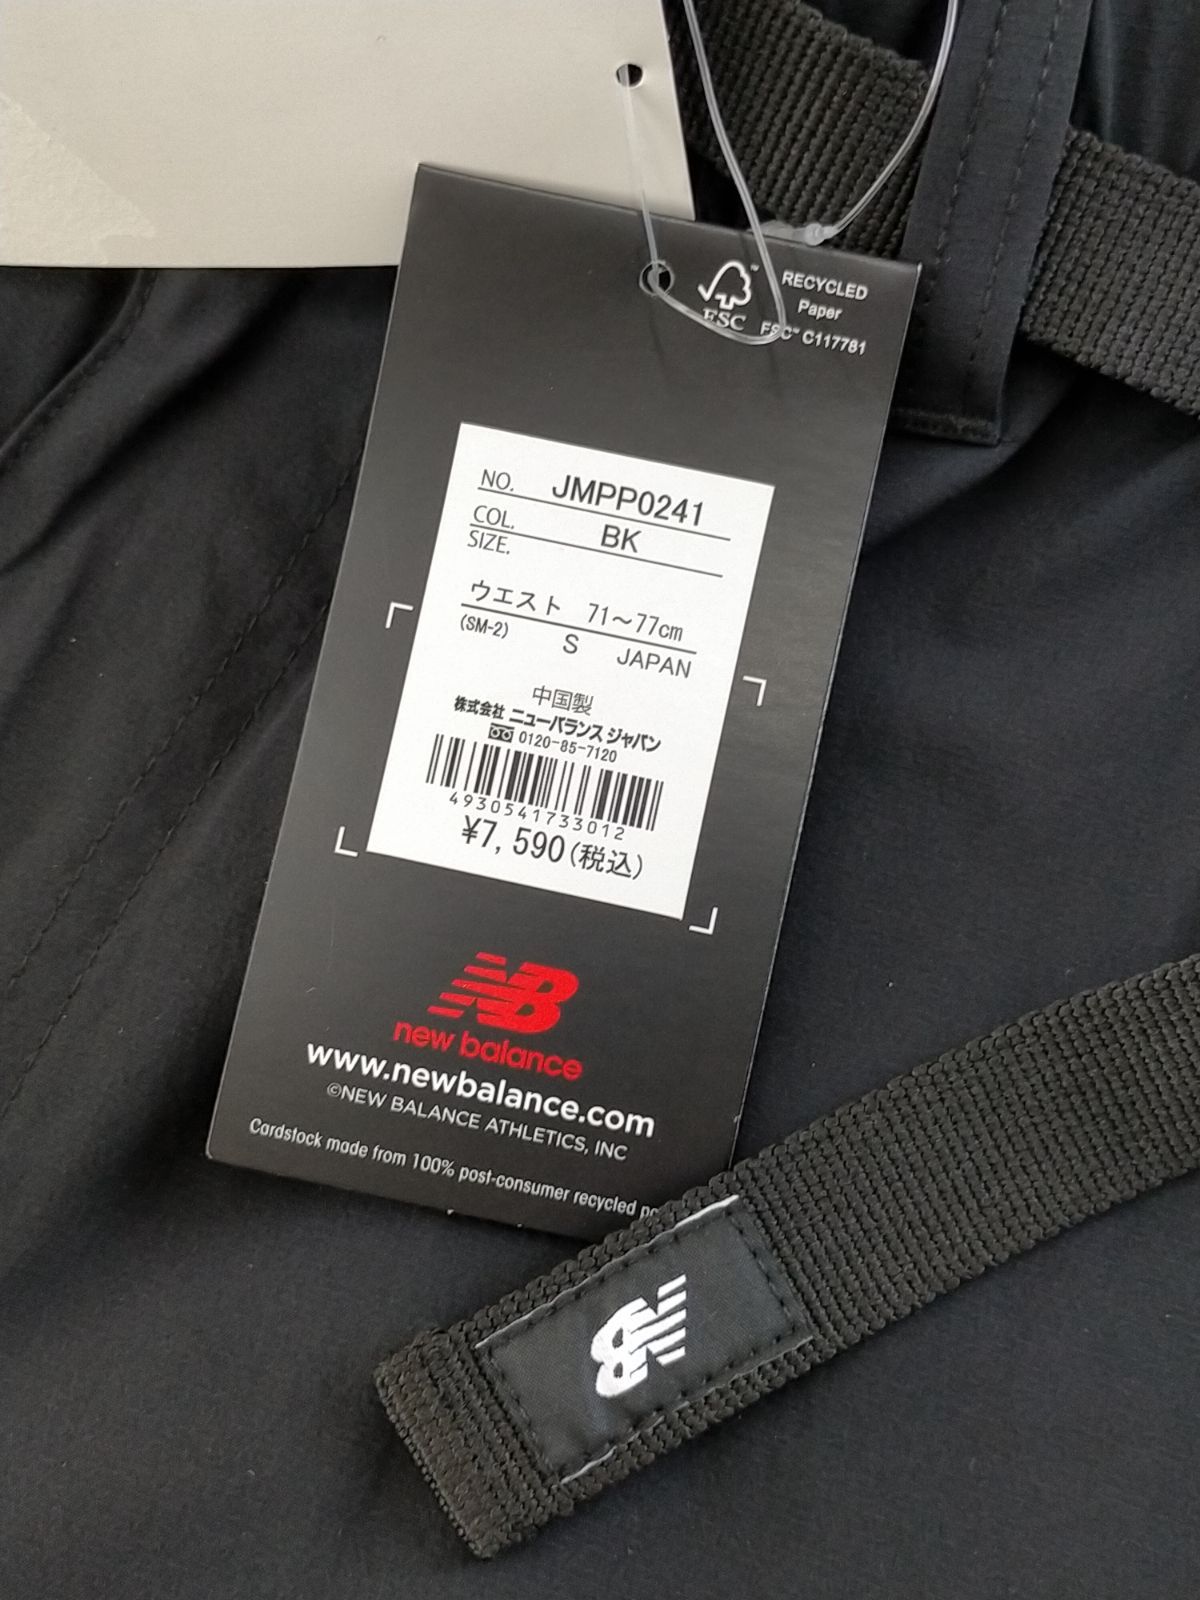 FSC
RECYCLED
Paper
FSC™ C117781
NO. JMPP0241
COL. BK
SIZE.
ウエスト 71～77cm
(SM-2) S JAPAN
中国製
株式会社 ニューバランス ジャパン
0120-85-7120
4930541733012
¥7,590(税込)
NB
new balance
www.newbalance.com
©NEW BALANCE ATHLETICS, INC
Cardstock made from 100% post-consumer recycled
NB